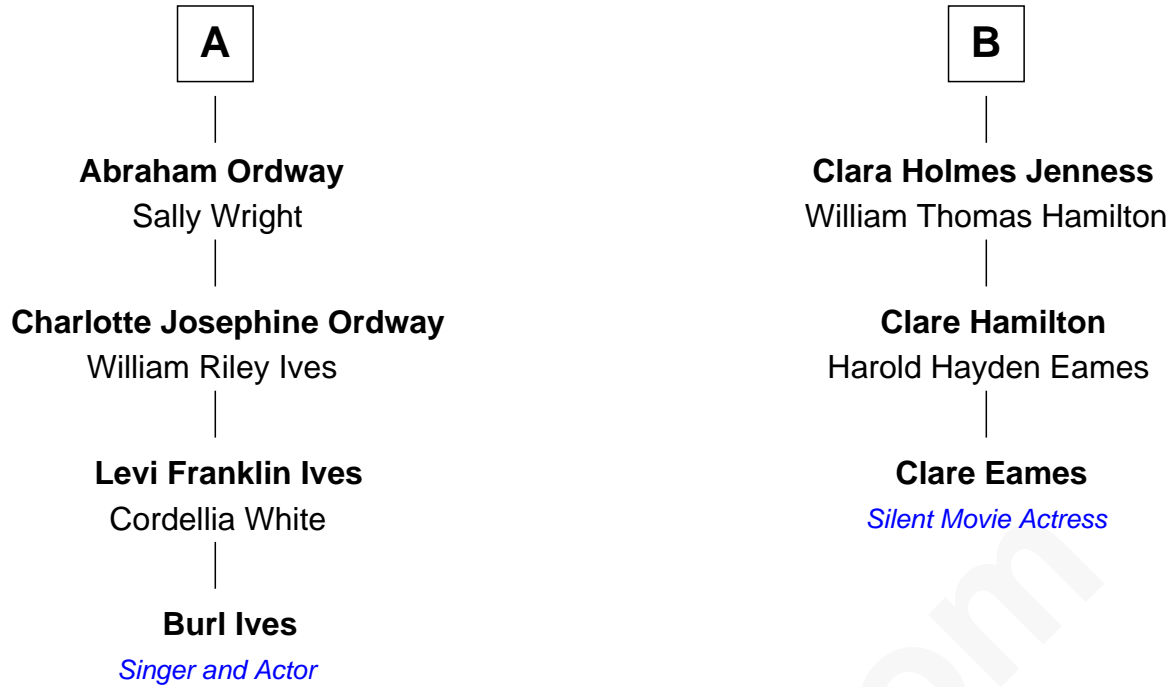 A
Abraham Ordway
Sally Wright
Charlotte Josephine Ordway
William Riley Ives
Levi Franklin Ives
Cordellia White
Burl Ives
Singer and Actor
B
Clara Holmes Jenness
William Thomas Hamilton
Clare Hamilton
Harold Hayden Eames
Clare Eames
Silent Movie Actress
om